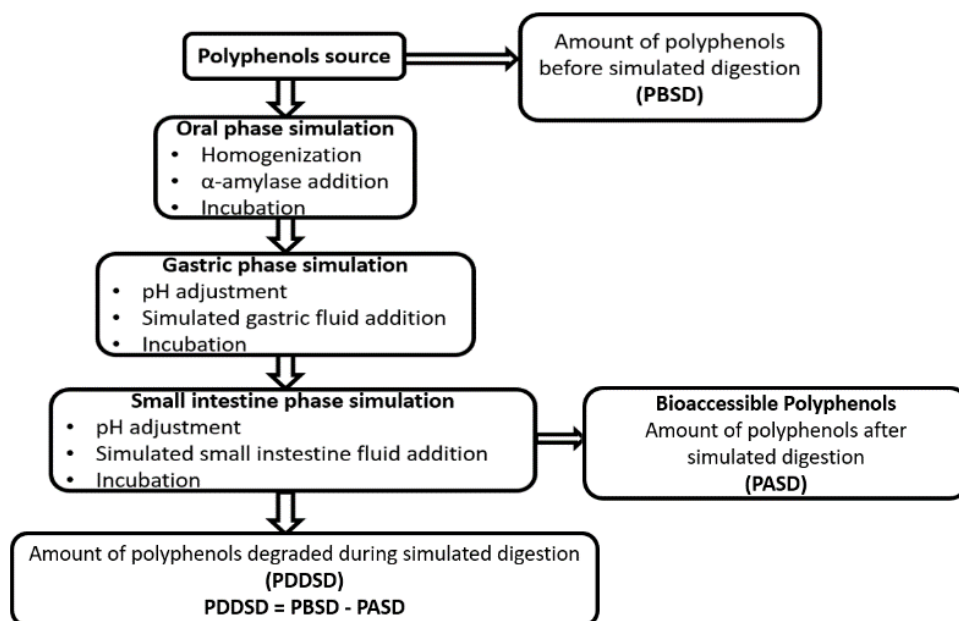 Polyphenols source
Amount of polyphenols
before simulated digestion
(PBSD)
Oral phase simulation
• Homogenization
• α-amylase addition
• Incubation
Gastric phase simulation
• pH adjustment
• Simulated gastric fluid addition
• Incubation
Small intestine phase simulation
• pH adjustment
• Simulated small instestine fluid addition
• Incubation
Bioaccessible Polyphenols
Amount of polyphenols after
simulated digestion
(PASD)
Amount of polyphenols degraded during simulated digestion
(PDDSD)
PDDSD = PBSD - PASD